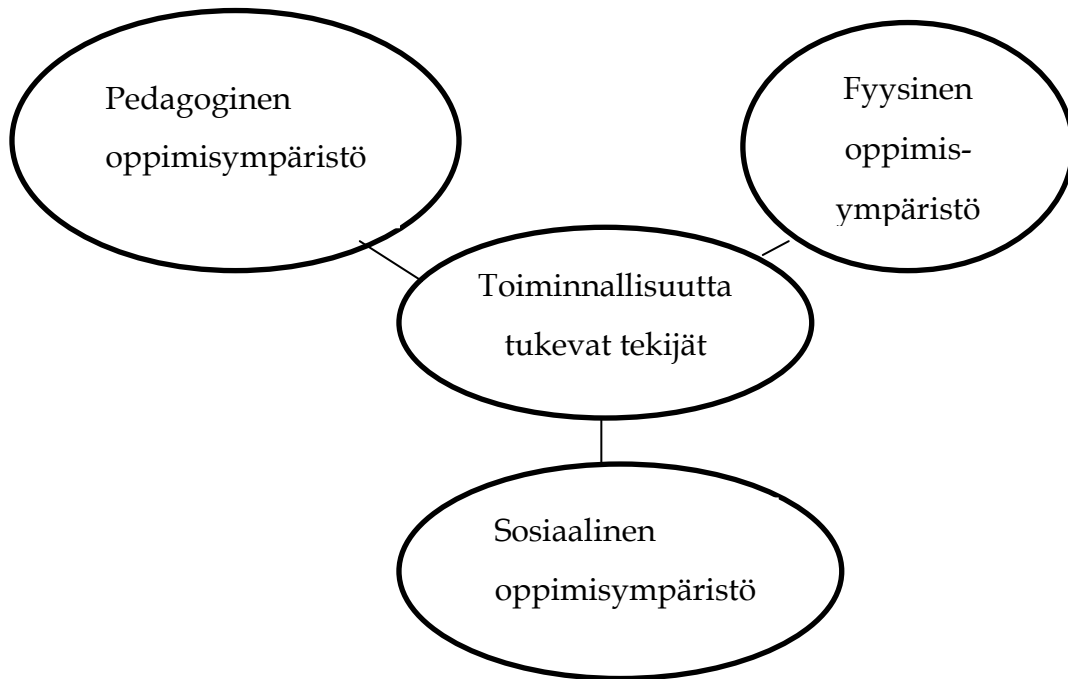 Pedagoginen
oppimisympäristö
Fyysinen
oppimis-
ympäristö
Toiminnallisuutta
tukevat tekijät
Sosiaalinen
oppimisympäristö